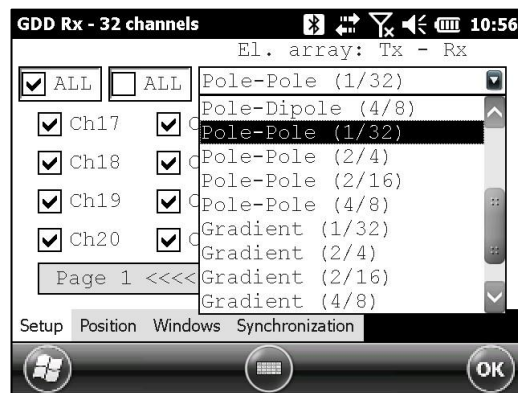 GDD Rx - 32 channels 10:56
El. array: Tx - Rx
ALL ALL Pole-Pole (1/32)
Pole-Dipole (4/8)
Ch17 Pole-Pole (1/32)
Ch18 Pole-Pole (2/4)
Pole-Pole (2/16)
Ch19 Pole-Pole (4/8)
Gradient (1/32)
Ch20 Gradient (2/4)
Page 1 <<<< Gradient (2/16)
Gradient (4/8)
Setup Position Windows Synchronization
OK